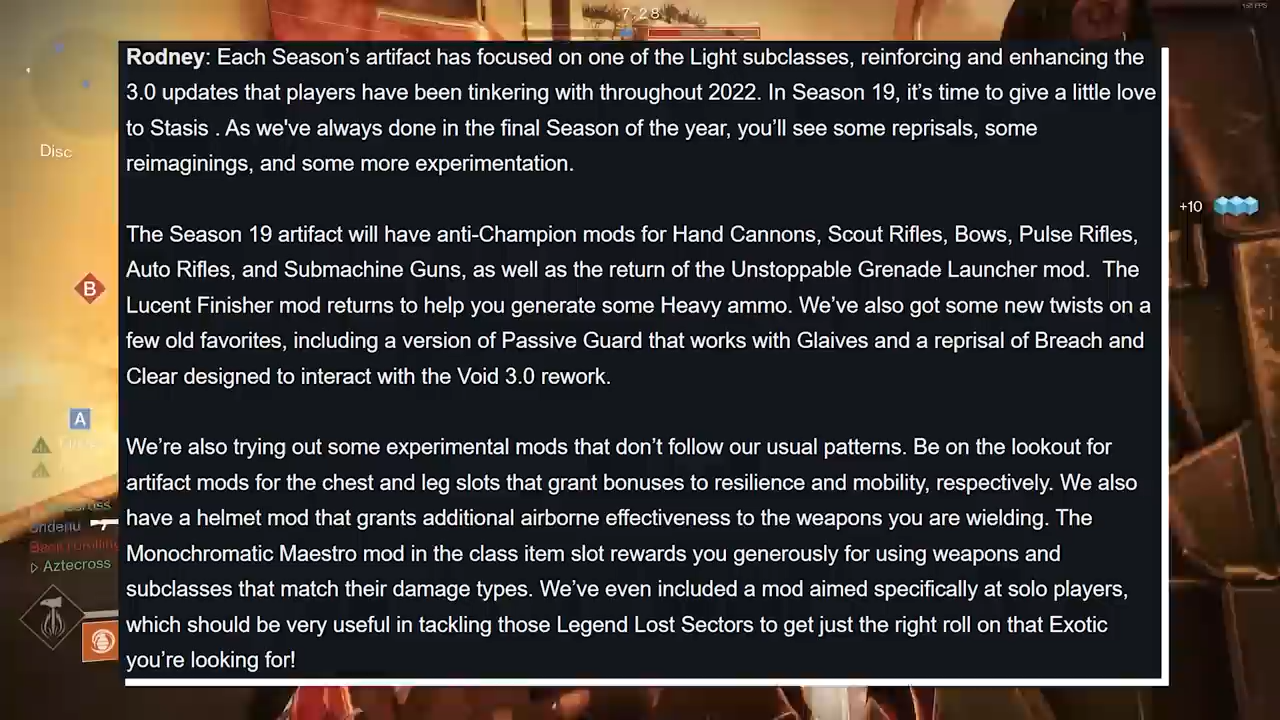 7:28
Rodney: Each Season's artifact has focused on one of the Light subclasses, reinforcing and enhancing the
3.0 updates that players have been tinkering with throughout 2022. In Season 19, it's time to give a little love
to Stasis . As we've always done in the final Season of the year, you'll see some reprisals, some
reimaginings, and some more experimentation.
Disc
+10
The Season 19 artifact will have anti-Champion mods for Hand Cannons, Scout Rifles, Bows, Pulse Rifles,
Auto Rifles, and Submachine Guns, as well as the return of the Unstoppable Grenade Launcher mod.  The
B
Lucent Finisher mod returns to help you generate some Heavy ammo. We've also got some new twists on a
few old favorites, including a version of Passive Guard that works with Glaives and a reprisal of Breach and
Clear designed to interact with the Void 3.0 rework.
A
We're also trying out some experimental mods that don't follow our usual patterns. Be on the lookout for
artifact mods for the chest and leg slots that grant bonuses to resilience and mobility, respectively. We also
have a helmet mod that grants additional airborne effectiveness to the weapons you are wielding. The
Monochromatic Maestro mod in the class item slot rewards you generously for using weapons and
subclasses that match their damage types. We've even included a mod aimed specifically at solo players,
which should be very useful in tackling those Legend Lost Sectors to get just the right roll on that Exotic
you're looking for!
Aztecross